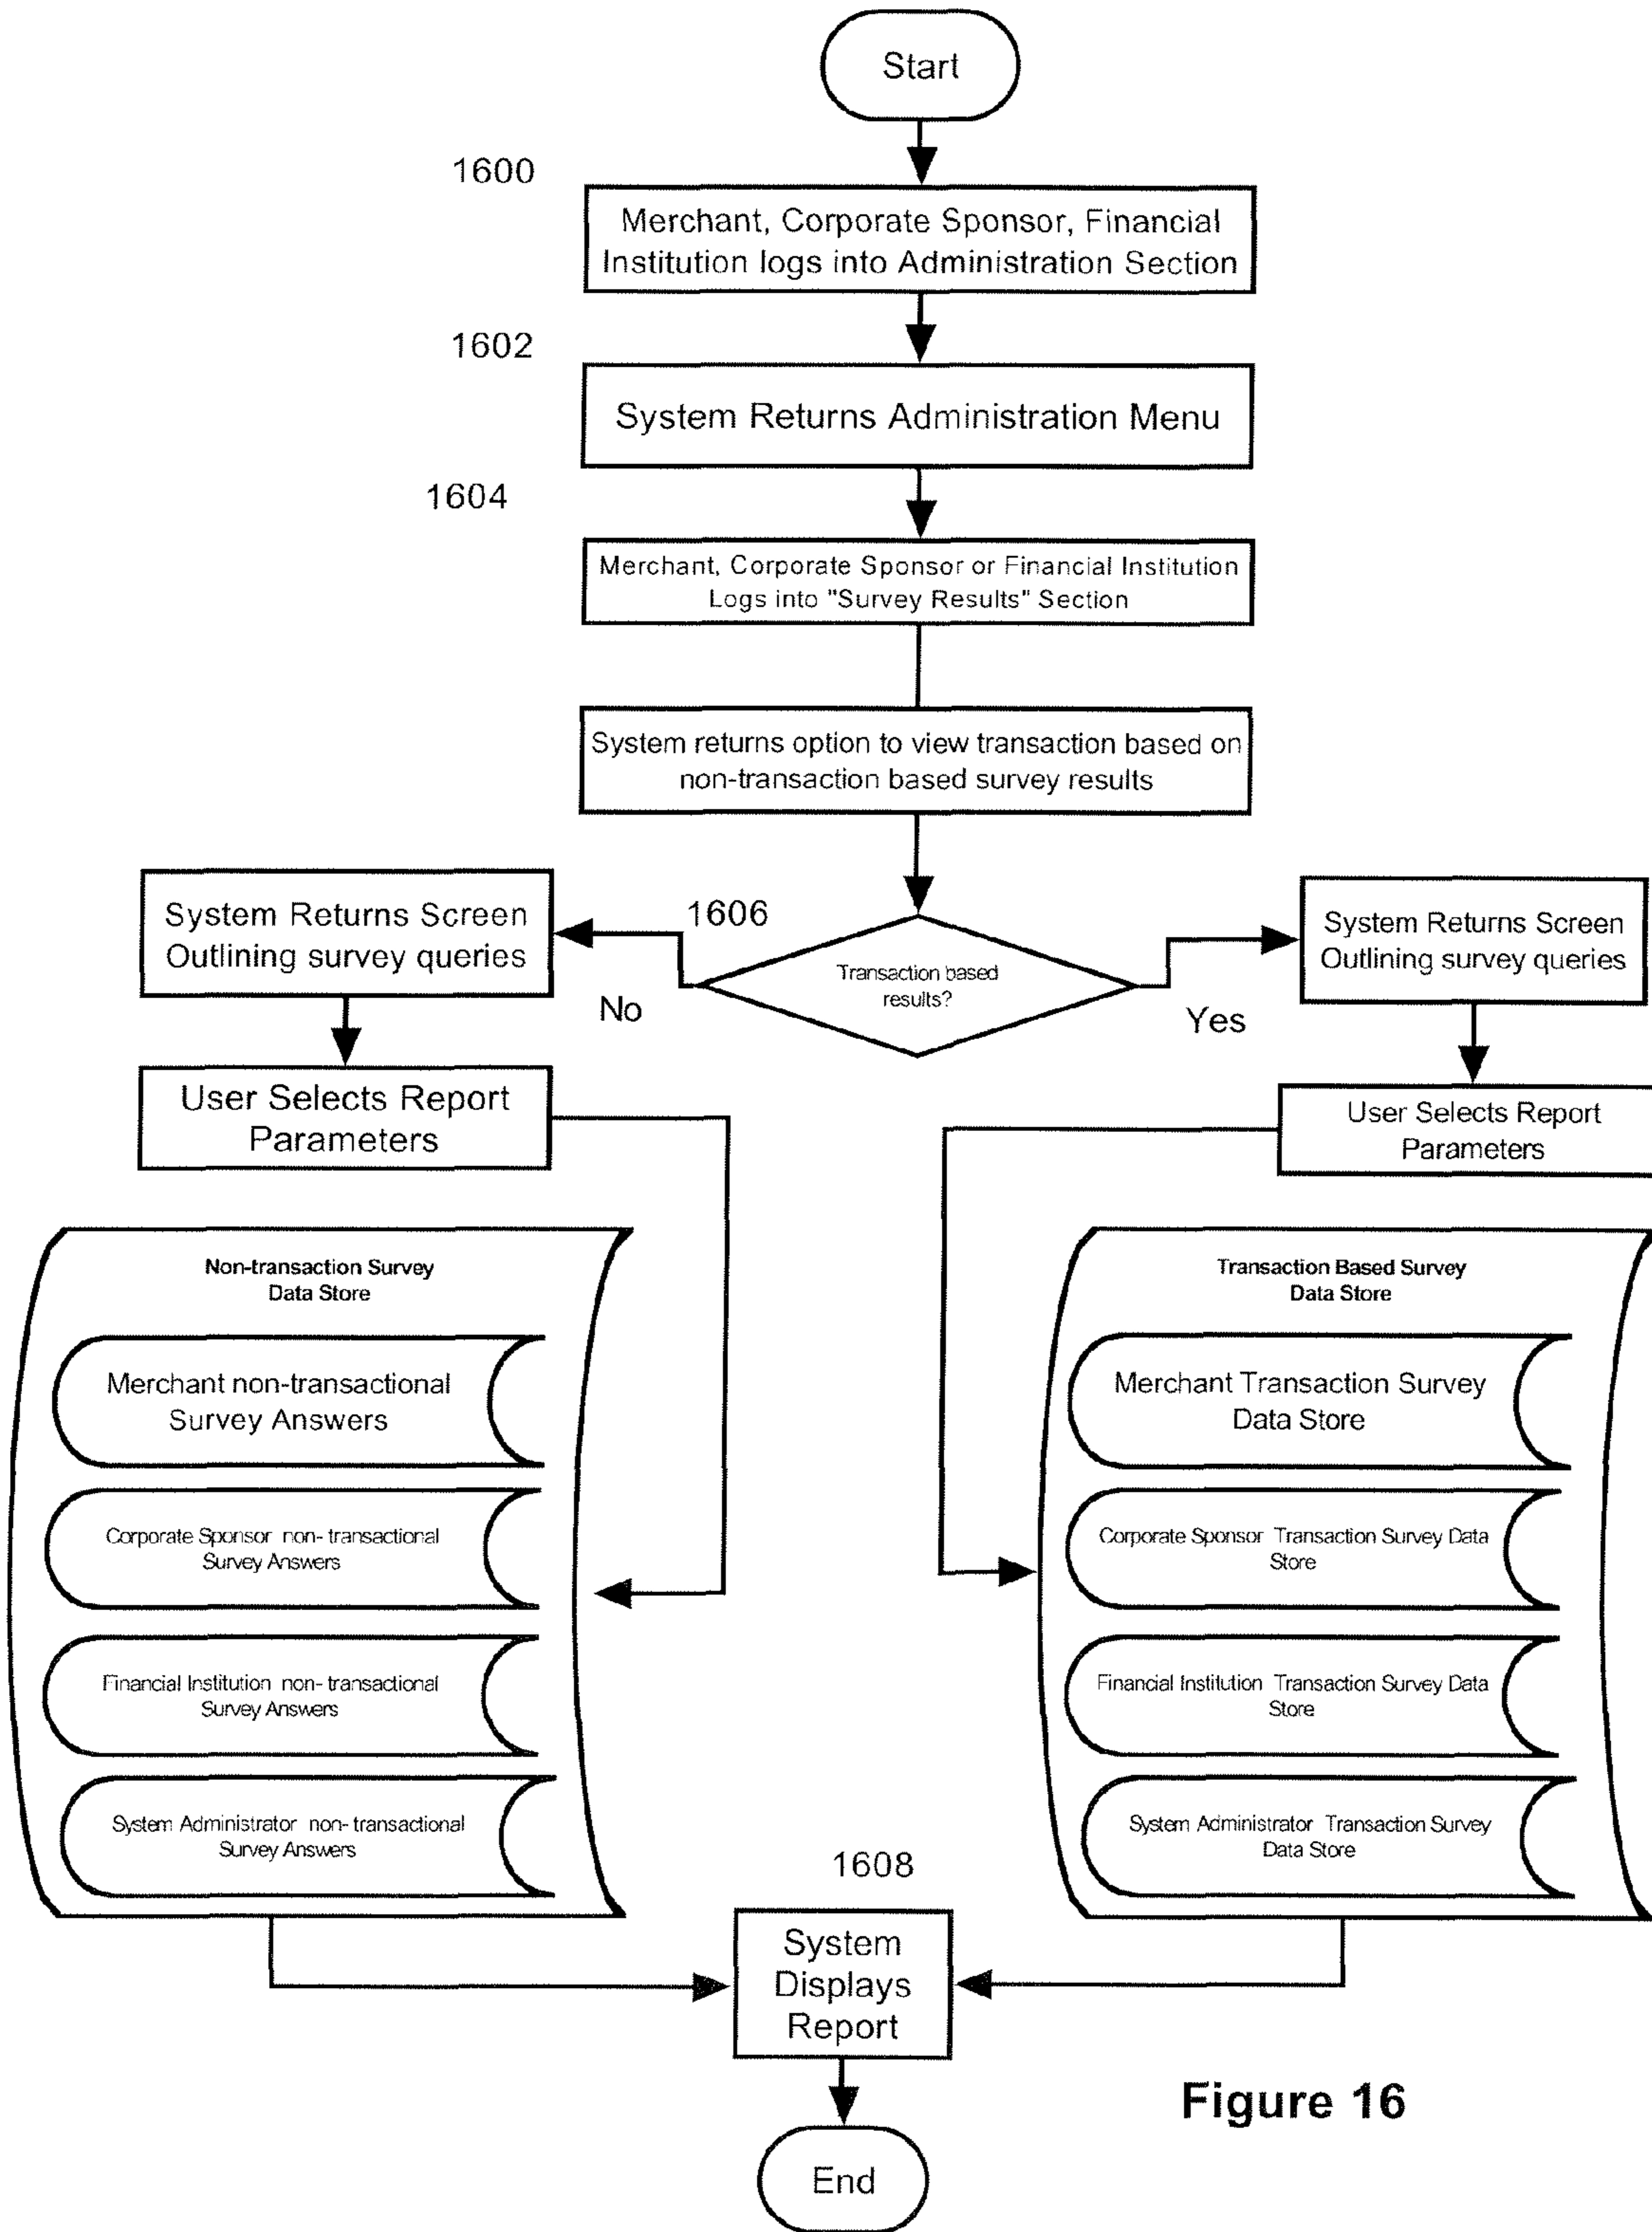 Start
1600
Merchant, Corporate Sponsor, Financial
Institution logs into Administration Section
1602
System Returns Administration Menu
1604
Merchant, Corporate Sponsor or Financial Institution
Logs into "Survey Results" Section
System returns option to view transaction based on
non-transaction based survey results
System Returns Screen
Outlining survey queries
1606
Transaction based
results?
No
Yes
System Returns Screen
Outlining survey queries
User Selects Report
Parameters
User Selects Report
Parameters
Non-transaction Survey
Data Store
Merchant non-transactional
Survey Answers
Corporate Sponsor non-transactional
Survey Answers
Financial Institution non-transactional
Survey Answers
System Administrator non-transactional
Survey Answers
Transaction Based Survey
Data Store
Merchant Transaction Survey
Data Store
Corporate Sponsor Transaction Survey Data
Store
Financial Institution Transaction Survey Data
Store
System Administrator Transaction Survey
Data Store
1608
System
Displays
Report
End
Figure 16